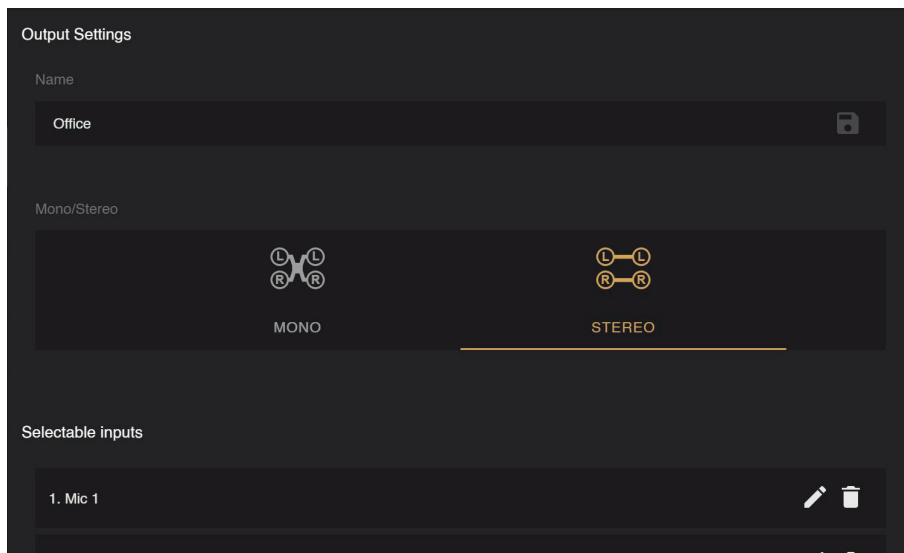 Output Settings
Name
Office
Mono/Stereo
L L L L
R R R R
MONO STEREO
Selectable inputs
1. Mic 1